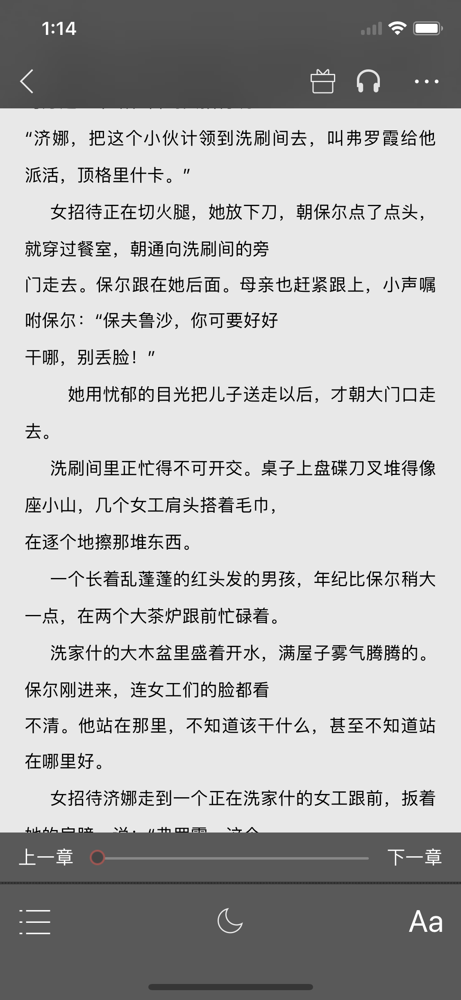 1:14
“济娜，把这个小伙计领到洗刷间去，叫弗罗霞给他
派活，顶格里什卡。”
女招待正在切火腿，她放下刀，朝保尔点了点头，
就穿过餐室，朝通向洗刷间的旁
门走去。保尔跟在她后面。母亲也赶紧跟上，小声嘱
咐保尔：“保夫鲁沙，你可要好好
干哪，别丢脸！”
她用忧郁的目光把儿子送走以后，才朝大门口走
去。
洗刷间里正忙得不可开交。桌子上盘碟刀叉堆得像
座小山，几个女工肩头搭着毛巾，
在逐个地擦那堆东西。
一个长着乱蓬蓬的红头发的男孩，年纪比保尔稍大
一点，在两个大茶炉跟前忙碌着。
洗家什的大木盆里盛着开水，满屋子雾气腾腾的。
保尔刚进来，连女工们的脸都看
不清。他站在那里，不知道该干什么，甚至不知道站
在哪里好。
女招待济娜走到一个正在洗家什的女工跟前，扳着
她的肩膀，说：“弗罗霞，这个
上一章
下一章
Aa